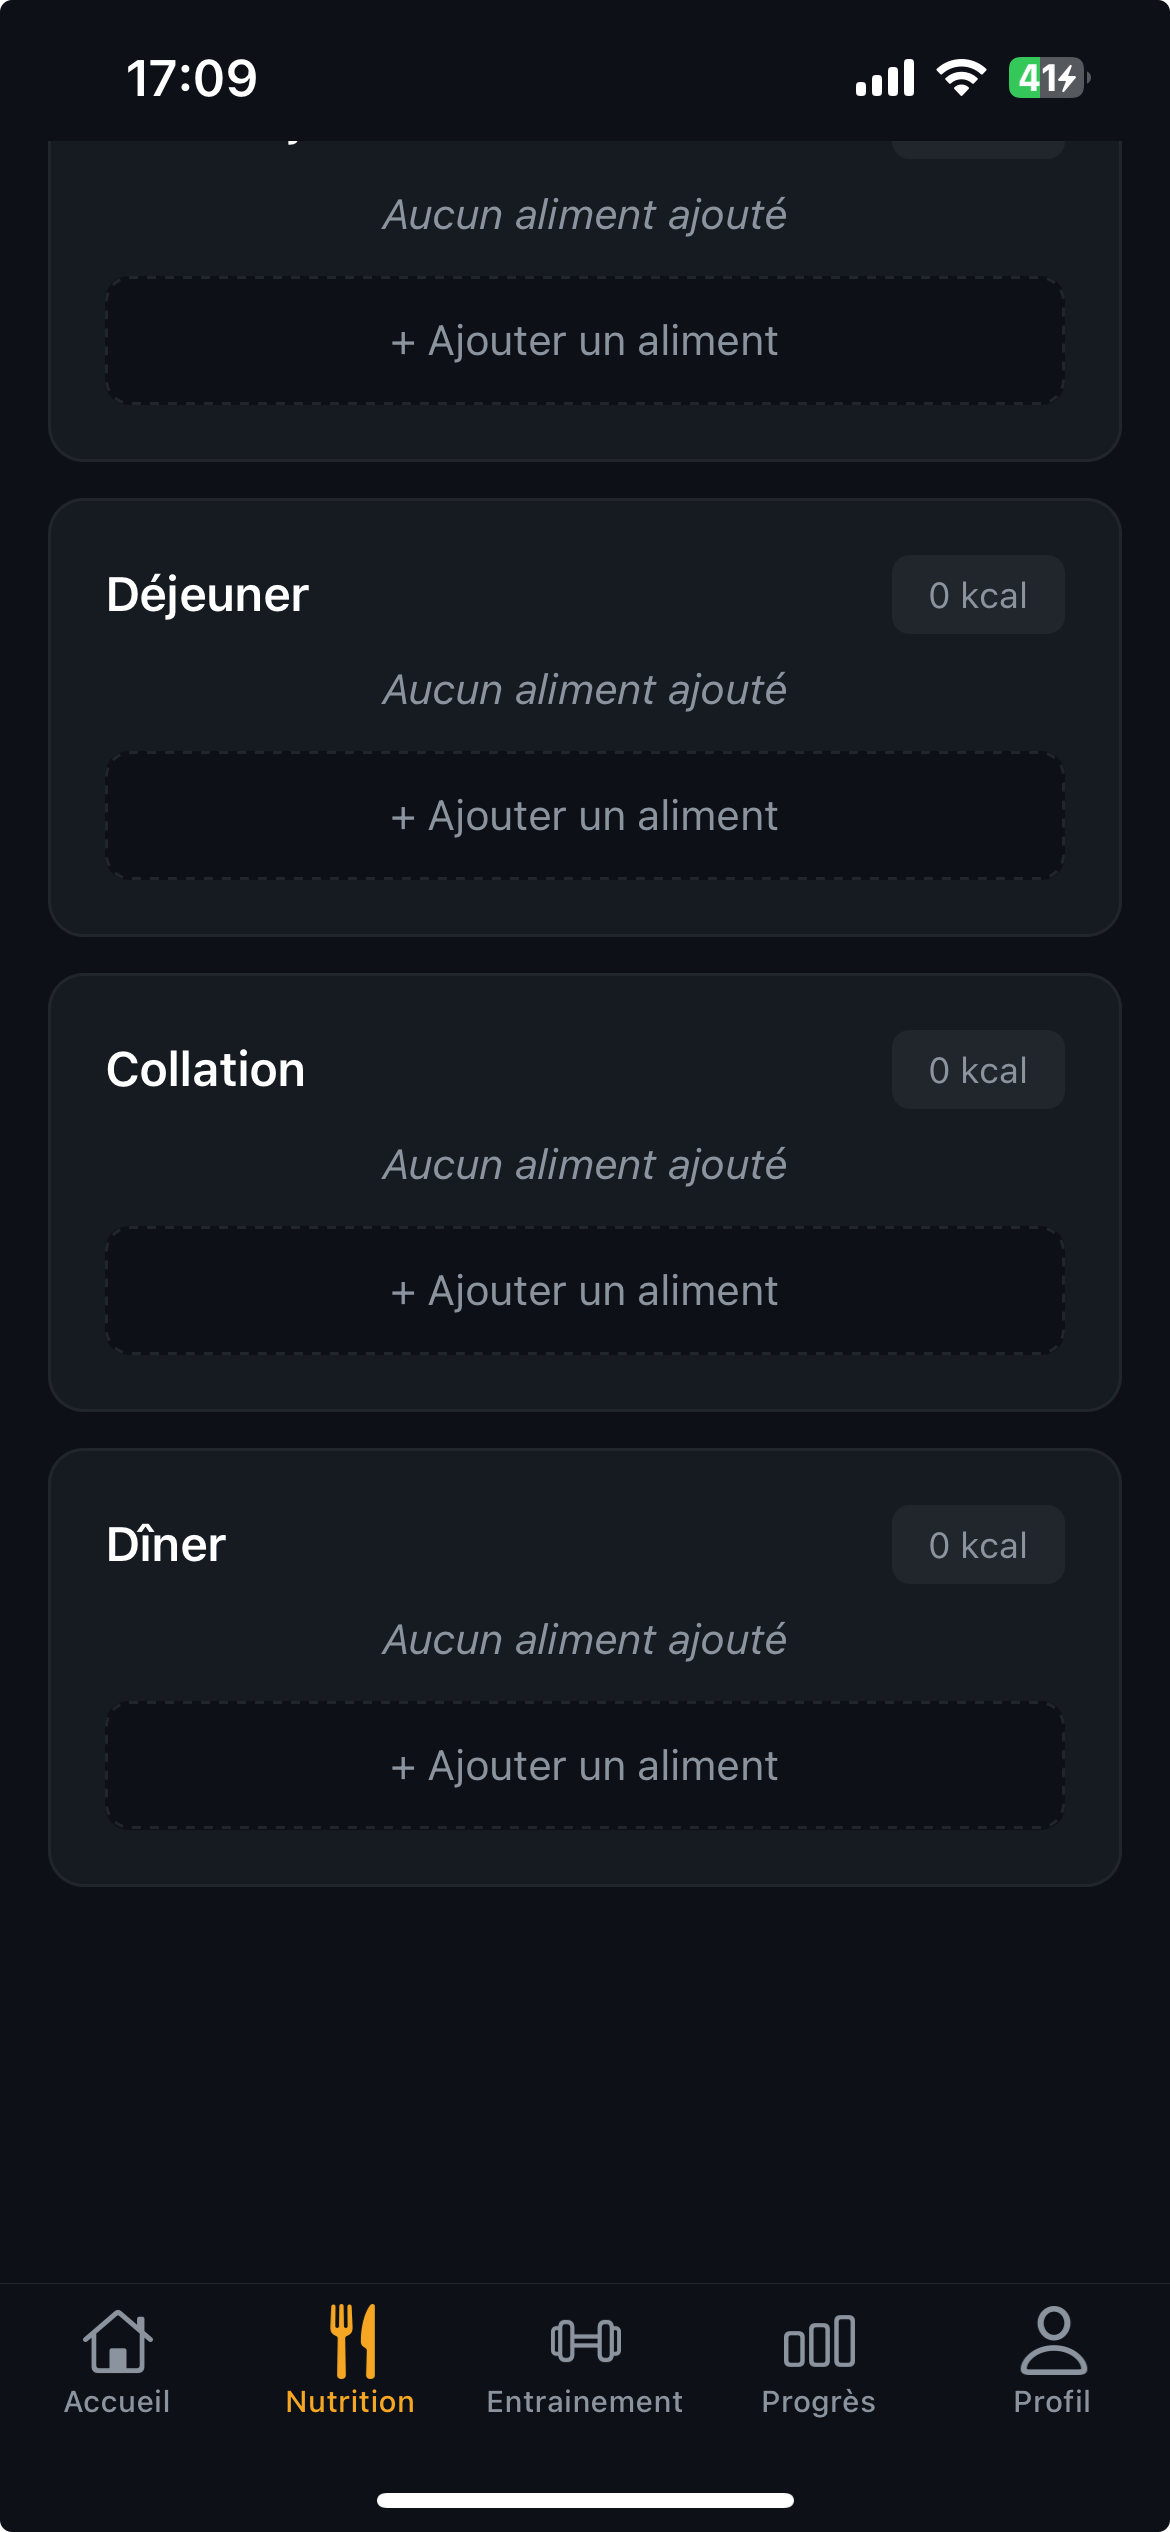 17:09
41
Aucun aliment ajouté
+ Ajouter un aliment
Déjeuner
0 kcal
Aucun aliment ajouté
+ Ajouter un aliment
Collation
0 kcal
Aucun aliment ajouté
+ Ajouter un aliment
Dîner
0 kcal
Aucun aliment ajouté
+ Ajouter un aliment
Accueil
Nutrition
Entrainement
Progrès
Profil